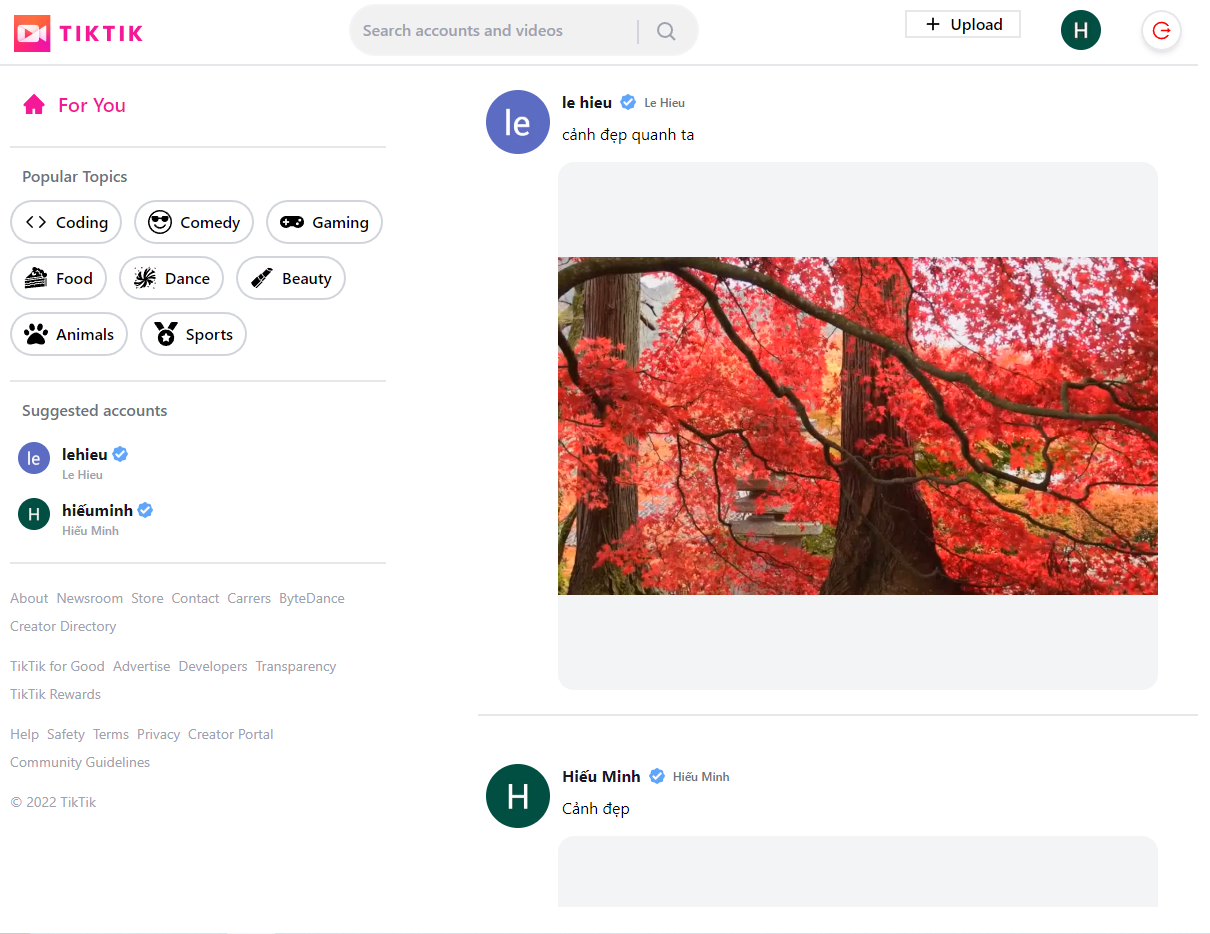 TIKTIK
Search accounts and videos
Upload
H
For You
Popular Topics
Coding Comedy Gaming
Food Dance Beauty
Animals Sports
Suggested accounts
le
lehieu
Le Hieu
H
hiếuminh
Hiếu Minh
About Newsroom Store Contact Carrers ByteDance
Creator Directory
TikTik for Good Advertise Developers Transparency
TikTik Rewards
Help Safety Terms Privacy Creator Portal
Community Guidelines
© 2022 TikTik
le
le hieu Le Hieu
cảnh đẹp quanh ta
H
Hiếu Minh Hiếu Minh
Cảnh đẹp